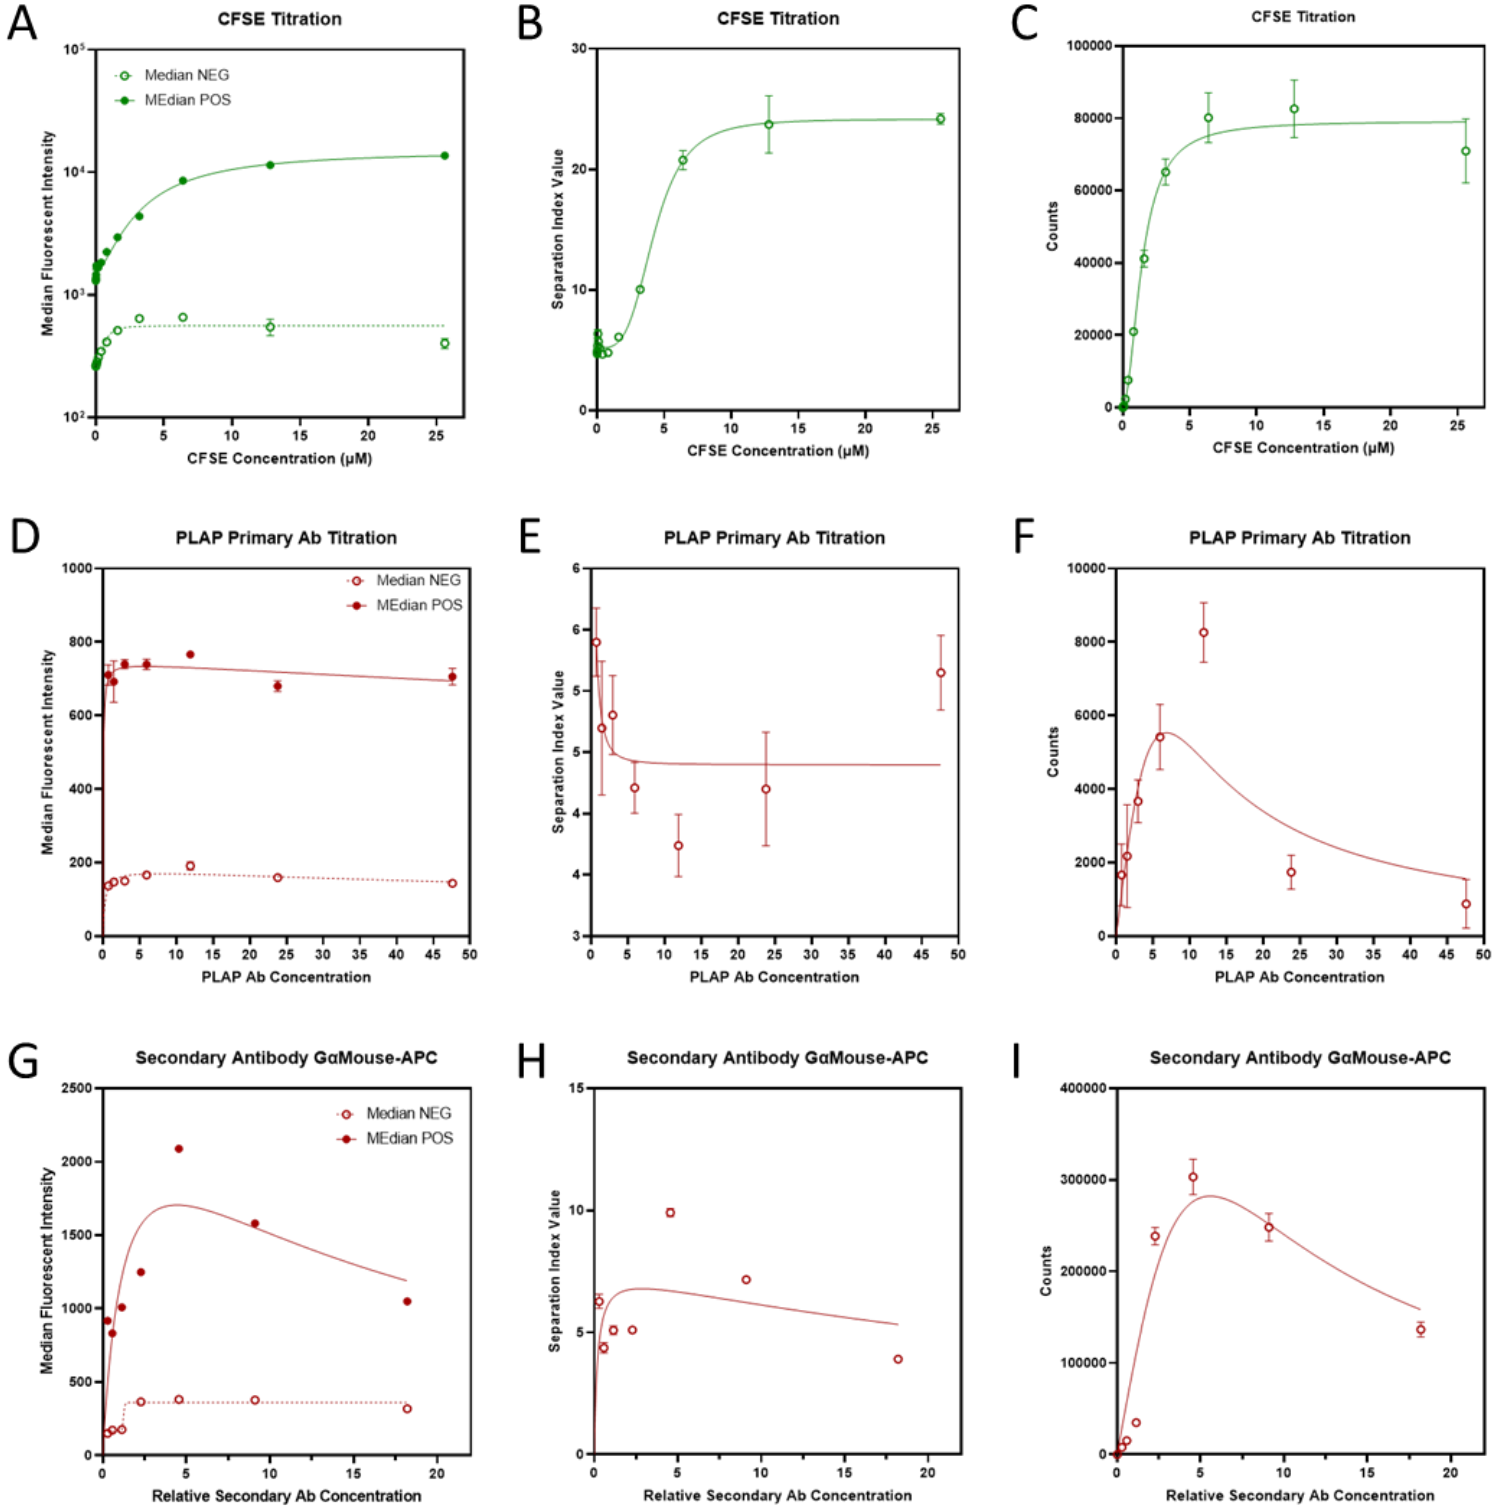 A
CFSE Titration
Median NEG
MEdian POS
Median Fluorescent Intensity
10⁵
10⁴
10³
10²
0 5 10 15 20 25
CFSE Concentration (µM)
B
CFSE Titration
Separation Index Value
30
20
10
0
0 5 10 15 20 25
CFSE Concentration (µM)
C
CFSE Titration
Counts
100000
80000
60000
40000
20000
0
0 5 10 15 20 25
CFSE Concentration (µM)
D
PLAP Primary Ab Titration
Median NEG
MEdian POS
Median Fluorescent Intensity
1000
800
600
400
200
0
0 5 10 15 20 25 30 35 40 45 50
PLAP Ab Concentration
E
PLAP Primary Ab Titration
Separation Index Value
6
6
5
5
4
4
3
0 5 10 15 20 25 30 35 40 45 50
PLAP Ab Concentration
F
PLAP Primary Ab Titration
Counts
10000
8000
6000
4000
2000
0
0 5 10 15 20 25 30 35 40 45 50
PLAP Ab Concentration
G
Secondary Antibody GαMouse-APC
Median NEG
MEdian POS
Median Fluorescent Intensity
2500
2000
1500
1000
500
0
0 5 10 15 20
Relative Secondary Ab Concentration
H
Secondary Antibody GαMouse-APC
Separation Index Value
15
10
5
0
0 5 10 15 20
Relative Secondary Ab Concentration
I
Secondary Antibody GαMouse-APC
Counts
400000
300000
200000
100000
0
0 5 10 15 20
Relative Secondary Ab Concentration